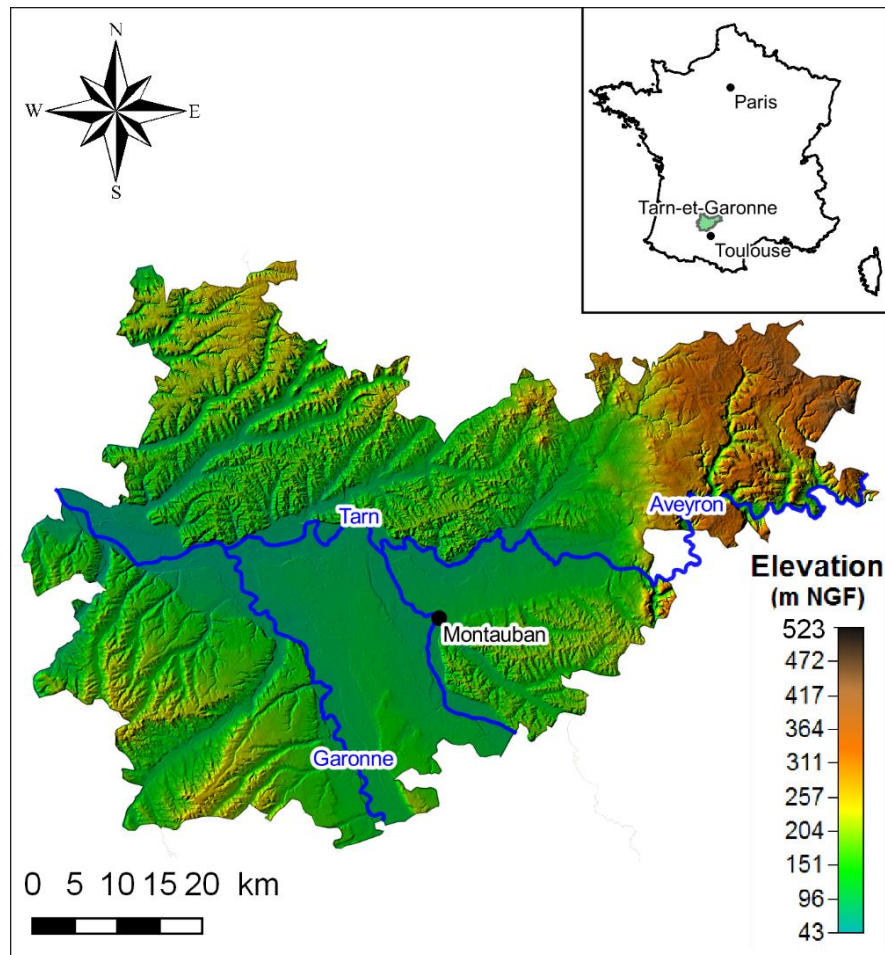 N
W
E
S
Paris
Tarn-et-Garonne
Toulouse
Aveyron
Tarn
Montauban
Garonne
Elevation
(m NGF)
523
472
417
364
311
257
204
151
96
43
0 5 10 15 20 km